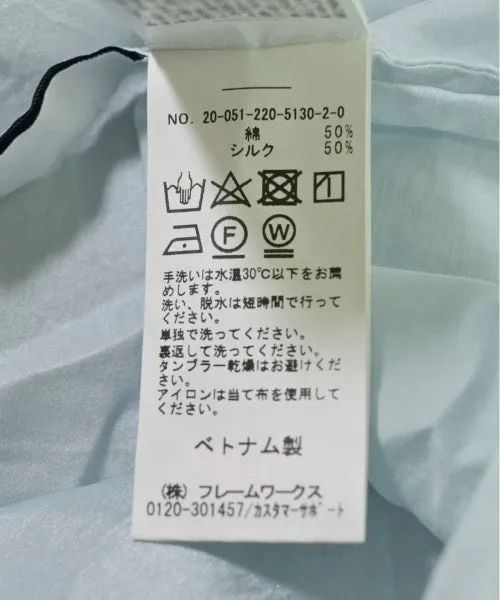 NO. 20-051-220-5130-2-0
綿 50%
シルク 50%
F W
手洗いは水温30℃以下をお薦
めします。
洗い、脱水は短時間で行って
ください。
単独で洗ってください。
裏返して洗ってください。
タンブラー乾燥はお避けくださ
い。
アイロンは当て布を使用して
ください。
ベトナム製
(株) フレームワークス
0120-301457/カスタマーサポート